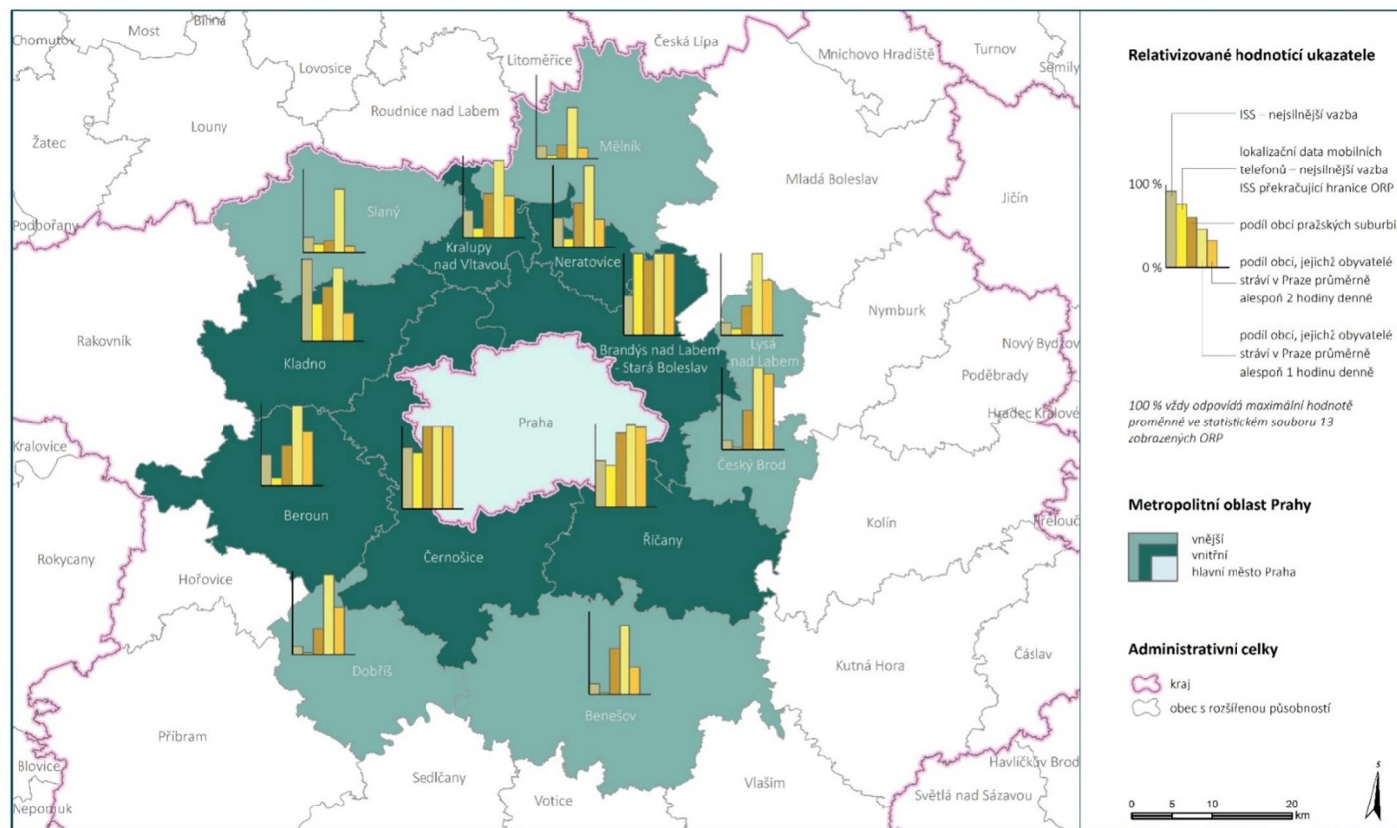 Bílina
Most
Chomutov
Lovosice
Litoměřice
Česká Lípa
Mnichovo Hradiště
Turnov
Semily
Roudnice nad Labem
Žatec
Louny
Mělník
Mladá Boleslav
Jičín
Podbořany
Slaný
Kralupy
nad Vltavou
Neratovice
Rakovník
Kladno
Brandýs nad Labem
- Stará Boleslav
Lysá
nad Labem
Nymburk
Nový Bydžov
Poděbrady
Hradec Králové
Praha
Český Brod
Kralovice
Beroun
Kolín
Přelouč
Rokycany
Hořovice
Černošice
Říčany
Dobříš
Benešov
Kutná Hora
Čáslav
Příbram
Blovice
Nepomuk
Sedlčany
Votice
Vlašim
Havlíčkův Brod
Světlá nad Sázavou
Relativizované hodnotící ukazatele
ISS – nejsilnější vazba
lokalizační data mobilních
telefonů – nejsilnější vazba
ISS překračující hranice ORP
100 %
podíl obcí pražských suburbi
0 %
podíl obcí, jejichž obyvatelé
stráví v Praze průměrně
alespoň 2 hodiny denně
podíl obcí, jejichž obyvatelé
stráví v Praze průměrně
alespoň 1 hodinu denně
100 % vždy odpovídá maximální hodnotě
proměnné ve statistickém souboru 13
zobrazených ORP
Metropolitní oblast Prahy
vnější
vnitřní
hlavní město Praha
Administrativní celky
kraj
obec s rozšířenou působností
S
0 5 10 20
km